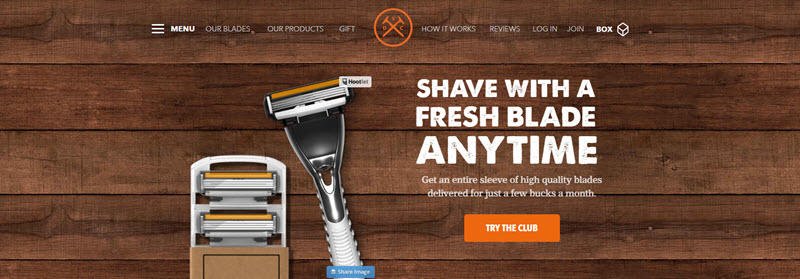 MENU OUR BLADES OUR PRODUCTS GIFT HOW IT WORKS REVIEWS LOG IN JOIN BOX
D C
Hootlet
SHAVE WITH A
FRESH BLADE
ANYTIME
Get an entire sleeve of high quality blades
delivered for just a few bucks a month.
TRY THE CLUB
Share Image